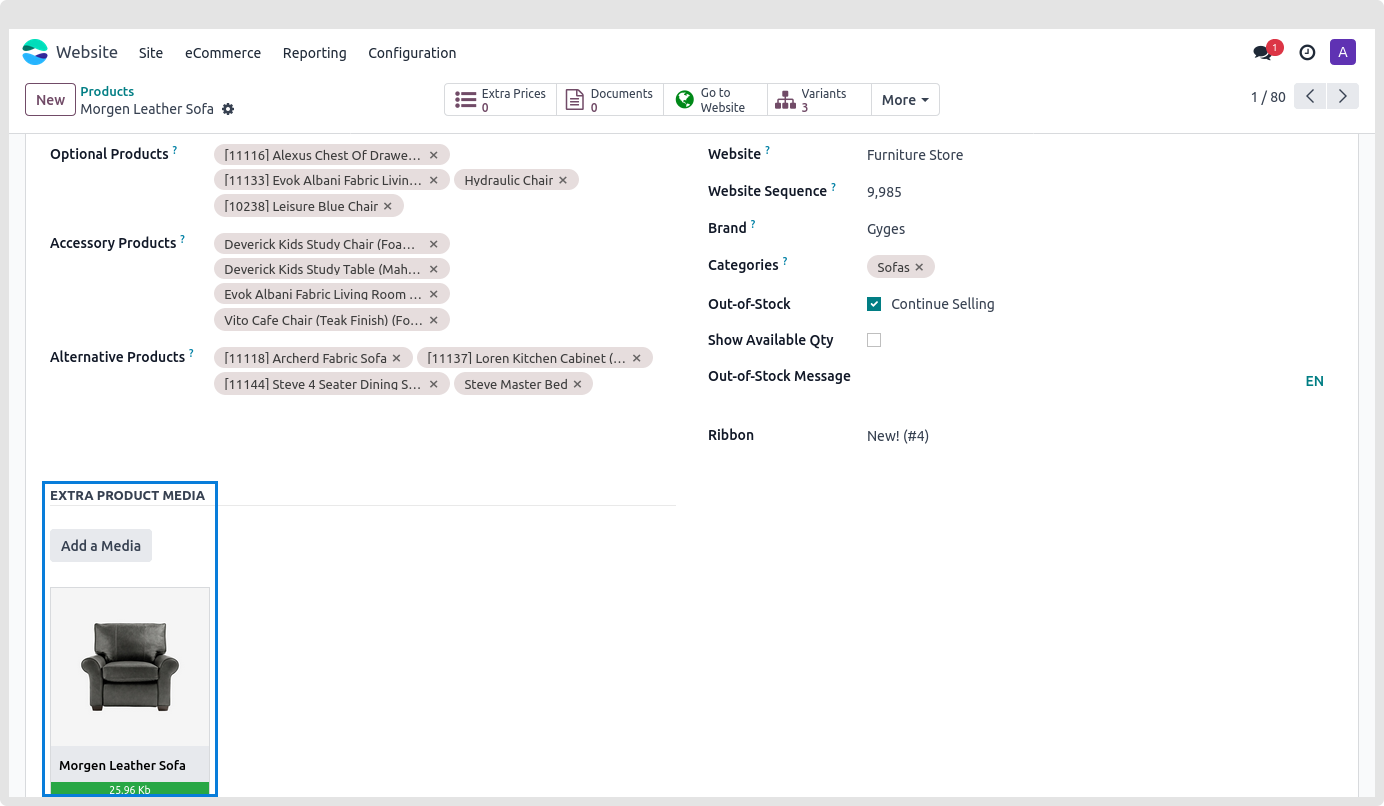 Website Site eCommerce Reporting Configuration 1 A
New Products
Morgen Leather Sofa
Extra Prices
0
Documents
0
Go to
Website
Variants
3
More
1 / 80
Optional Products ?
[11116] Alexus Chest Of Drawe... ×
[11133] Evok Albani Fabric Livin... × Hydraulic Chair ×
[10238] Leisure Blue Chair ×
Accessory Products ?
Deverick Kids Study Chair (Foa... ×
Deverick Kids Study Table (Mah... ×
Evok Albani Fabric Living Room ... ×
Vito Cafe Chair (Teak Finish) (Fo... ×
Alternative Products ?
[11118] Archerd Fabric Sofa × [11137] Loren Kitchen Cabinet (... ×
[11144] Steve 4 Seater Dining S... × Steve Master Bed ×
Website ? Furniture Store
Website Sequence ? 9,985
Brand ? Gyges
Categories ? Sofas ×
Out-of-Stock Continue Selling
Show Available Qty
Out-of-Stock Message EN
Ribbon New! (#4)
EXTRA PRODUCT MEDIA
Add a Media
Morgen Leather Sofa
25.96 Kb